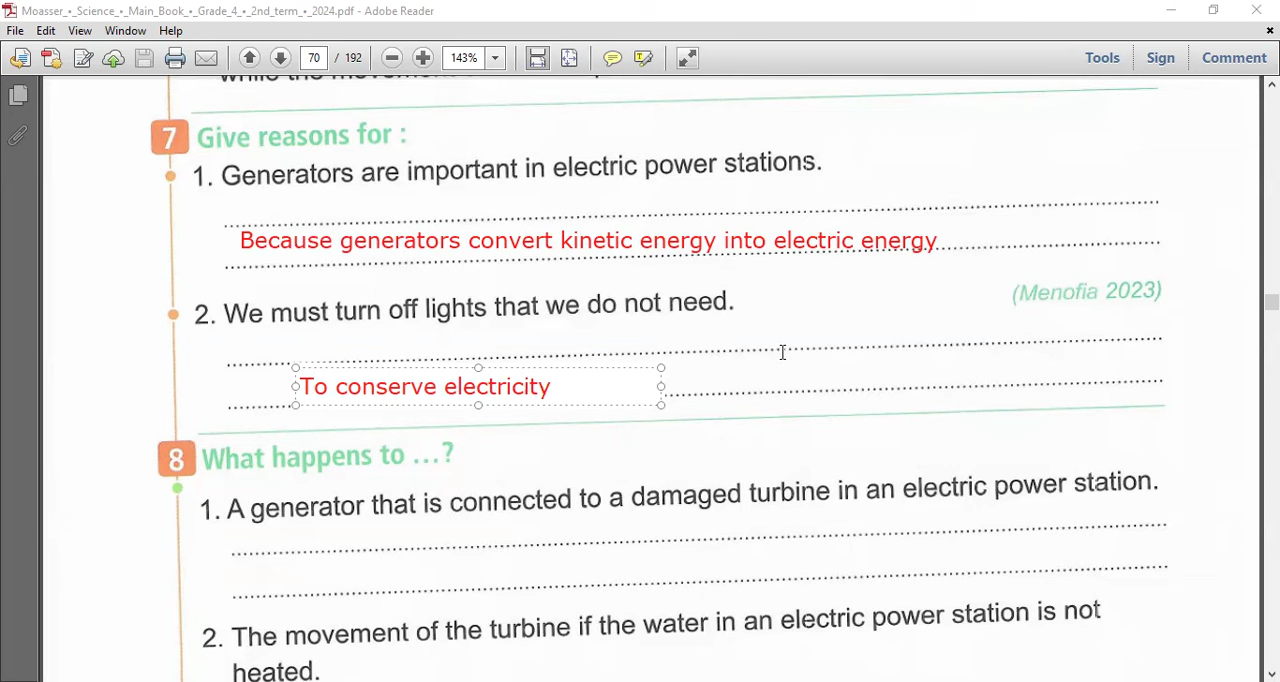 Moasser_•_Science_•_Main_Book_•_Grade_4_•_2nd_term_•_2024.pdf - Adobe Reader
File Edit View Window Help
70 / 192 143% Tools Sign Comment
while the movement
7 Give reasons for :
1. Generators are important in electric power stations.
Because generators convert kinetic energy into electric energy
2. We must turn off lights that we do not need. (Menofia 2023)
To conserve electricity
8 What happens to ...?
1. A generator that is connected to a damaged turbine in an electric power station.
2. The movement of the turbine if the water in an electric power station is not
heated.